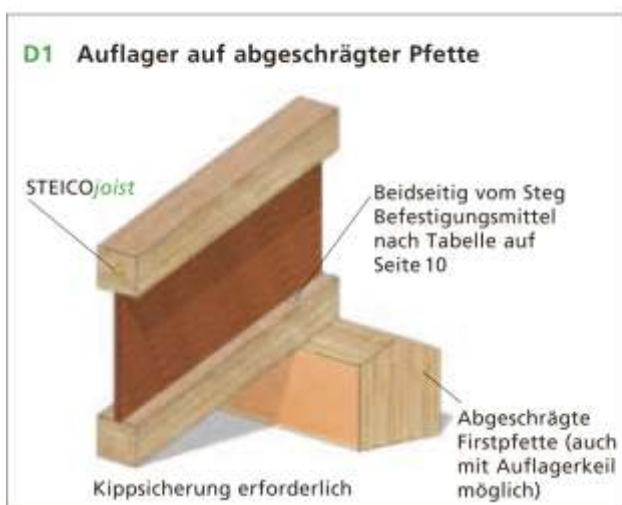 D1 Auflager auf abgeschrägter Pfette
STEICOjoist
Beidseitig vom Steg
Befestigungsmittel
nach Tabelle auf
Seite 10
Abgeschrägte
Firstpfette (auch
mit Auflagerkeil
möglich)
Kippsicherung erforderlich